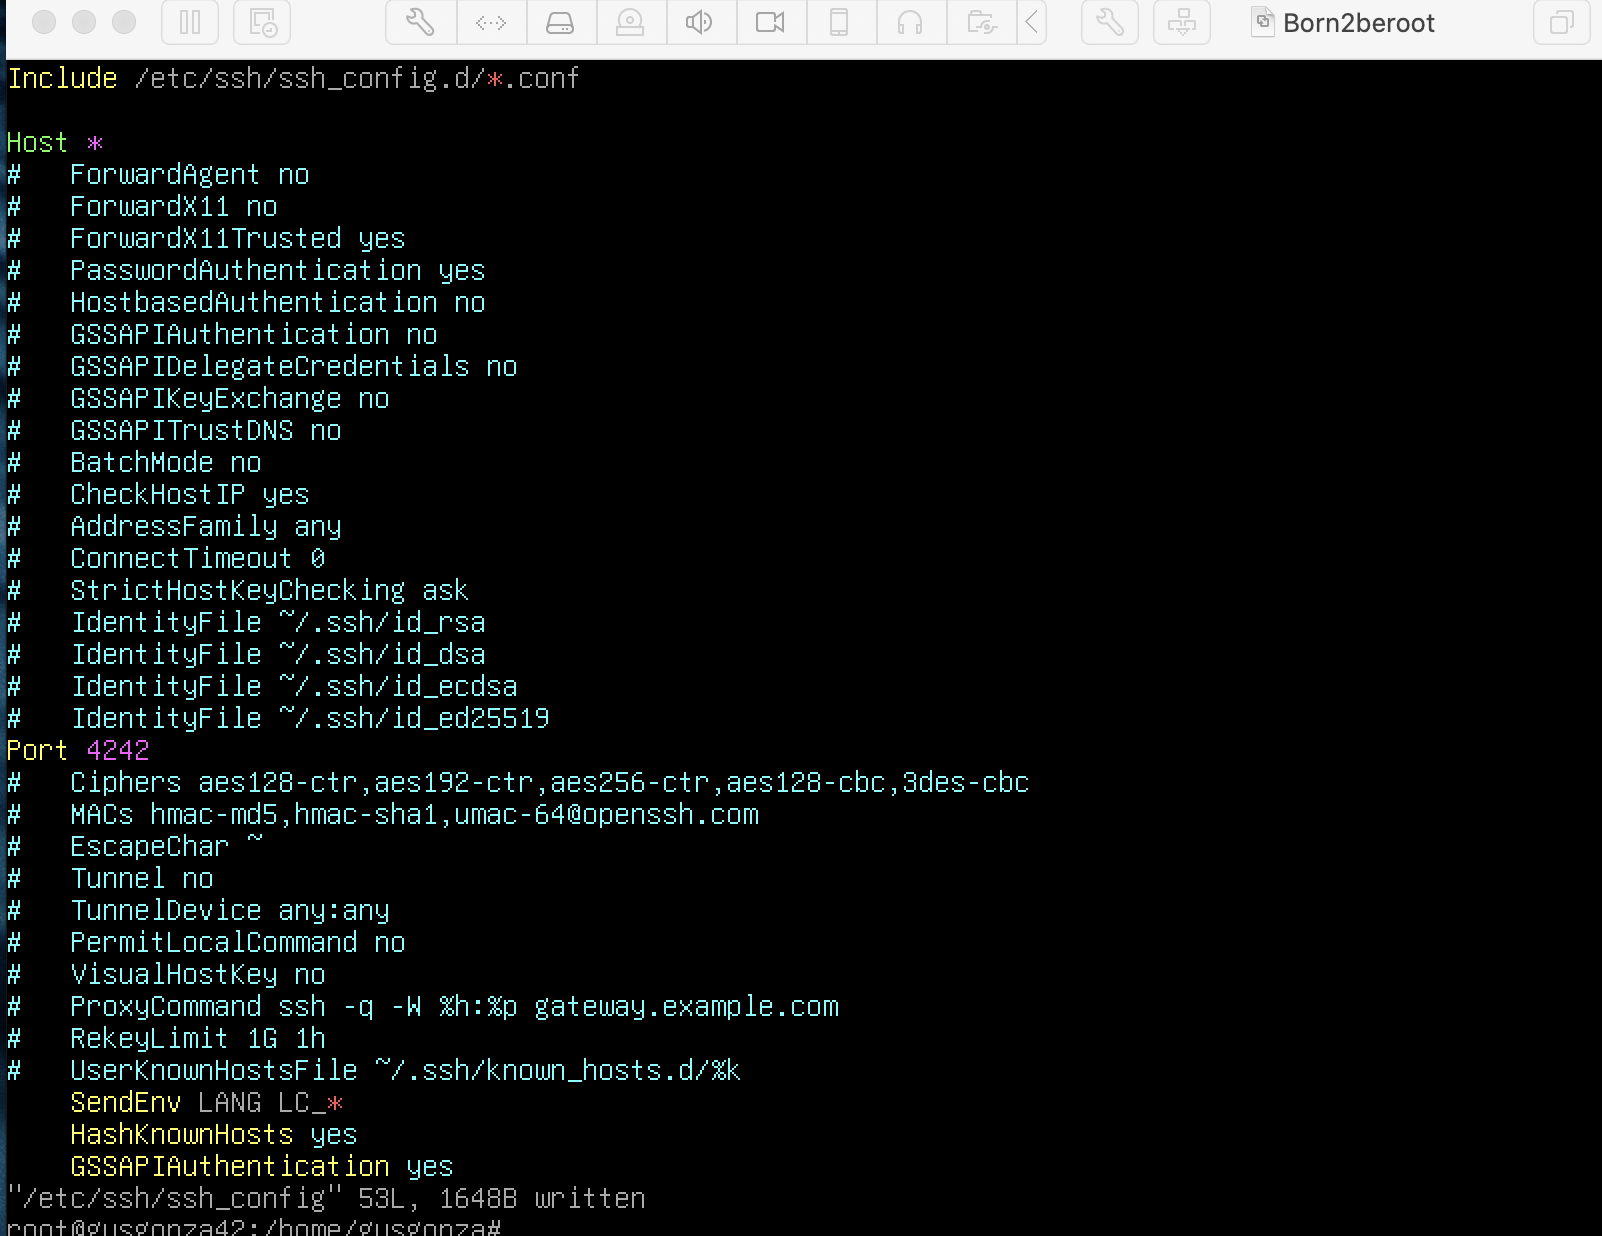 Born2beroot
Include /etc/ssh/ssh_config.d/*.conf
Host *
#   ForwardAgent no
#   ForwardX11 no
#   ForwardX11Trusted yes
#   PasswordAuthentication yes
#   HostbasedAuthentication no
#   GSSAPIAuthentication no
#   GSSAPIDelegateCredentials no
#   GSSAPIKeyExchange no
#   GSSAPITrustDNS no
#   BatchMode no
#   CheckHostIP yes
#   AddressFamily any
#   ConnectTimeout 0
#   StrictHostKeyChecking ask
#   IdentityFile ~/.ssh/id_rsa
#   IdentityFile ~/.ssh/id_dsa
#   IdentityFile ~/.ssh/id_ecdsa
#   IdentityFile ~/.ssh/id_ed25519
Port 4242
#   Ciphers aes128-ctr,aes192-ctr,aes256-ctr,aes128-cbc,3des-cbc
#   MACs hmac-md5,hmac-sha1,umac-64@openssh.com
#   EscapeChar ~
#   Tunnel no
#   TunnelDevice any:any
#   PermitLocalCommand no
#   VisualHostKey no
#   ProxyCommand ssh -q -W %h:%p gateway.example.com
#   RekeyLimit 1G 1h
#   UserKnownHostsFile ~/.ssh/known_hosts.d/%k
    SendEnv LANG LC_*
    HashKnownHosts yes
    GSSAPIAuthentication yes
"/etc/ssh/ssh_config" 53L, 1648B written
root@gusgonza42:/home/gusgonza#